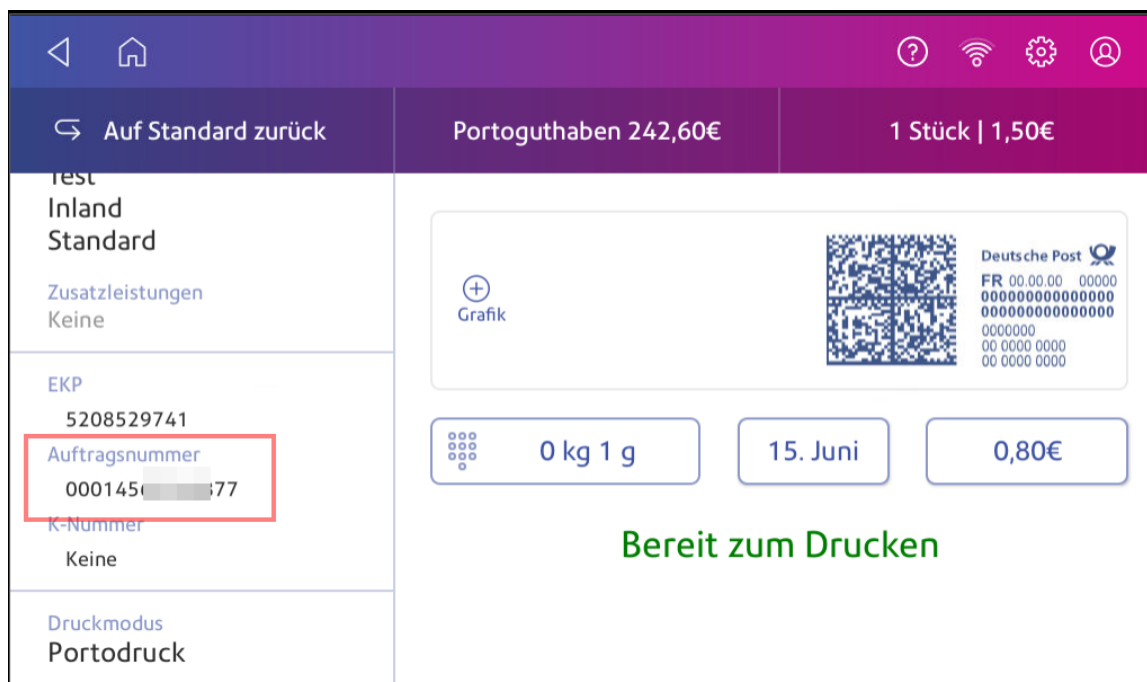 Auf Standard zurück
Portoguthaben 242,60€
1 Stück | 1,50€
Test
Inland
Standard
Zusatzleistungen
Keine
EKP
5208529741
Auftragsnummer
K-Nummer
Keine
Druckmodus
Portodruck
Grafik
Deutsche Post
FR 00.00.00 00000
000000000000000
000000000000000
0000000
00 0000 0000
00 0000 0000
0 kg 1 g
15. Juni
0,80€
Bereit zum Drucken